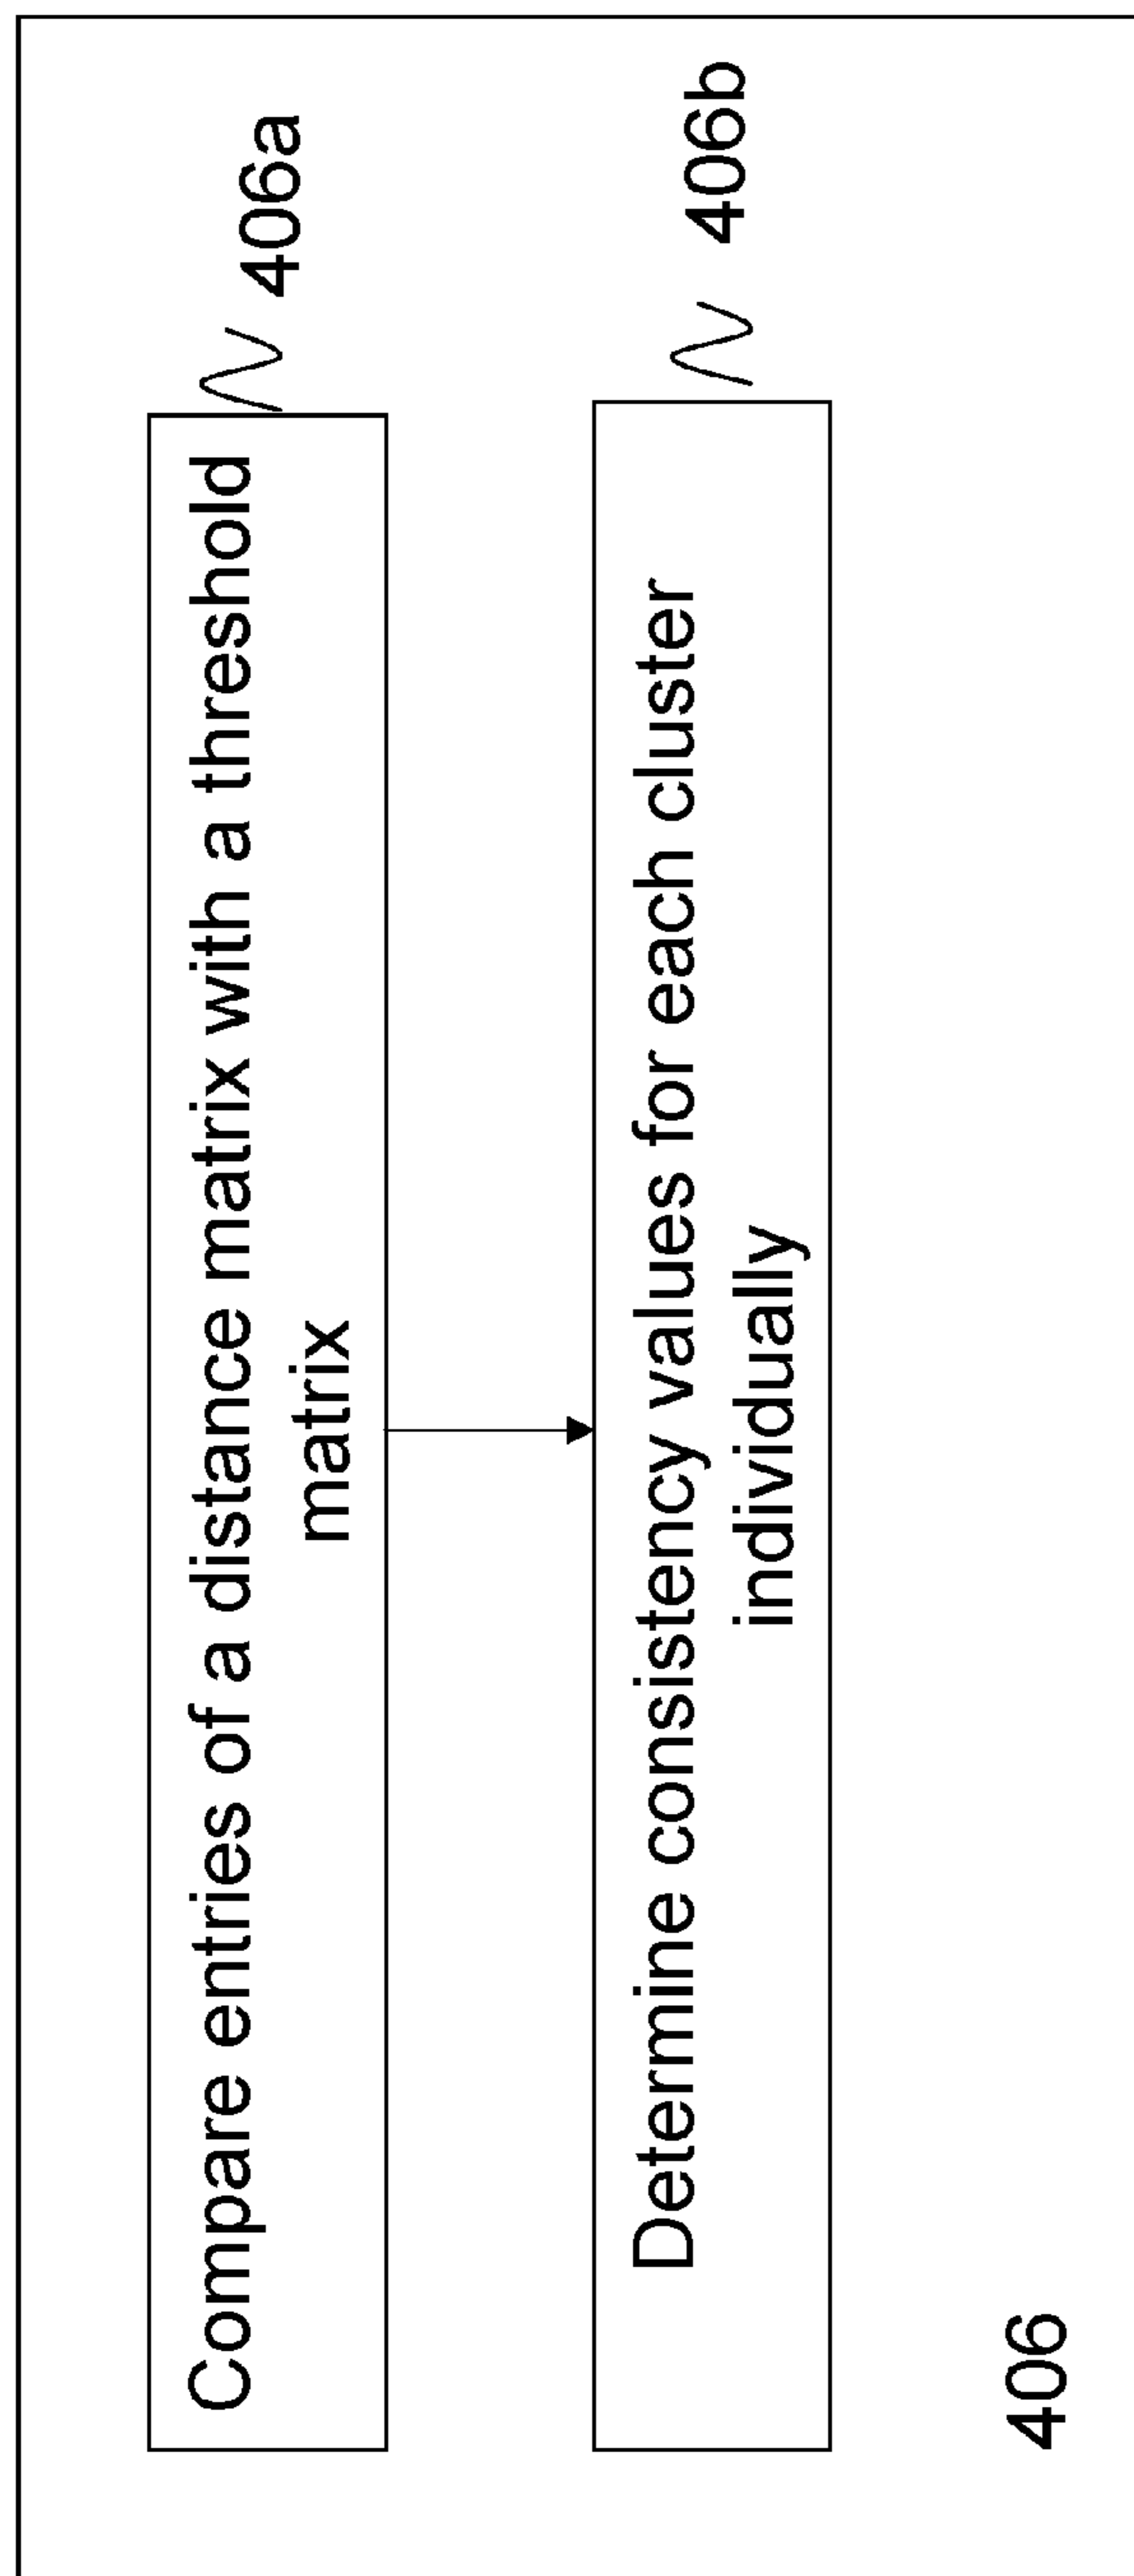 Compare entries of a distance matrix with a threshold
matrix
406a
Determine consistency values for each cluster
individually
406b
406